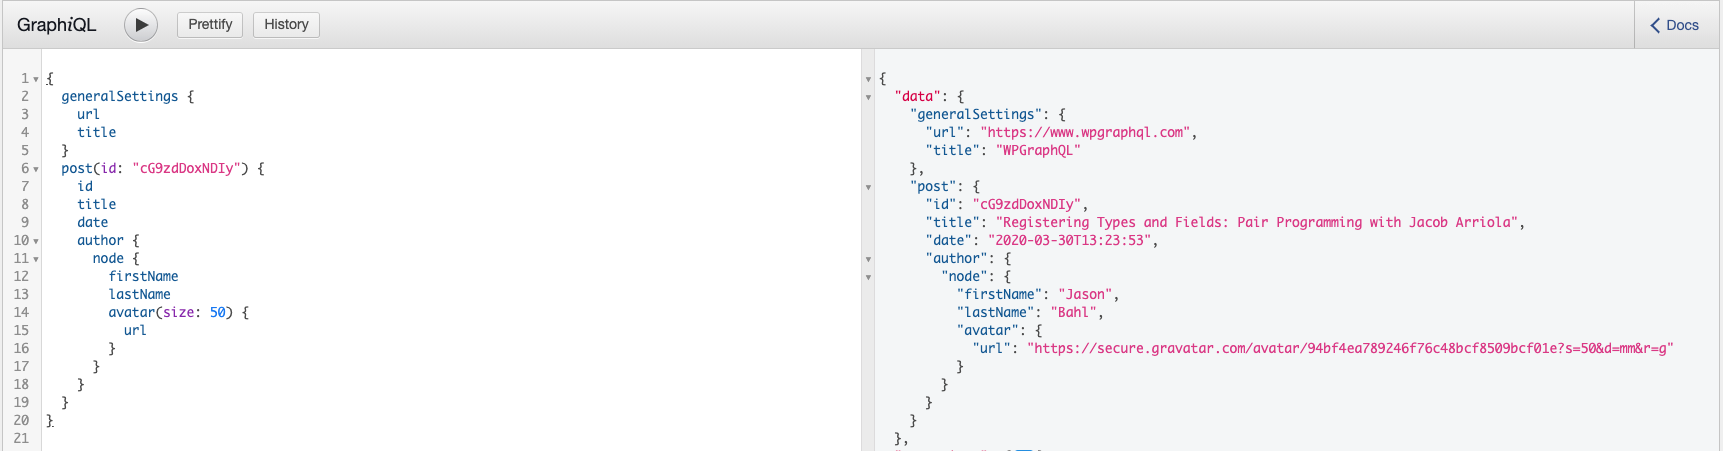 GraphiQL
Prettify
History
Docs
1 {
2   generalSettings {
3     url
4     title
5   }
6   post(id: "cG9zdDoxNDIy") {
7     id
8     title
9     date
10     author {
11       node {
12         firstName
13         lastName
14         avatar(size: 50) {
15           url
16         }
17       }
18     }
19   }
20 }
21
{
  "data": {
    "generalSettings": {
      "url": "https://www.wpgraphql.com",
      "title": "WPGraphQL"
    },
    "post": {
      "id": "cG9zdDoxNDIy",
      "title": "Registering Types and Fields: Pair Programming with Jacob Arriola",
      "date": "2020-03-30T13:23:53",
      "author": {
        "node": {
          "firstName": "Jason",
          "lastName": "Bahl",
          "avatar": {
            "url": "https://secure.gravatar.com/avatar/94bf4ea789246f76c48bcf8509bcf01e?s=50&d=mm&r=g"
          }
        }
      }
    }
  },